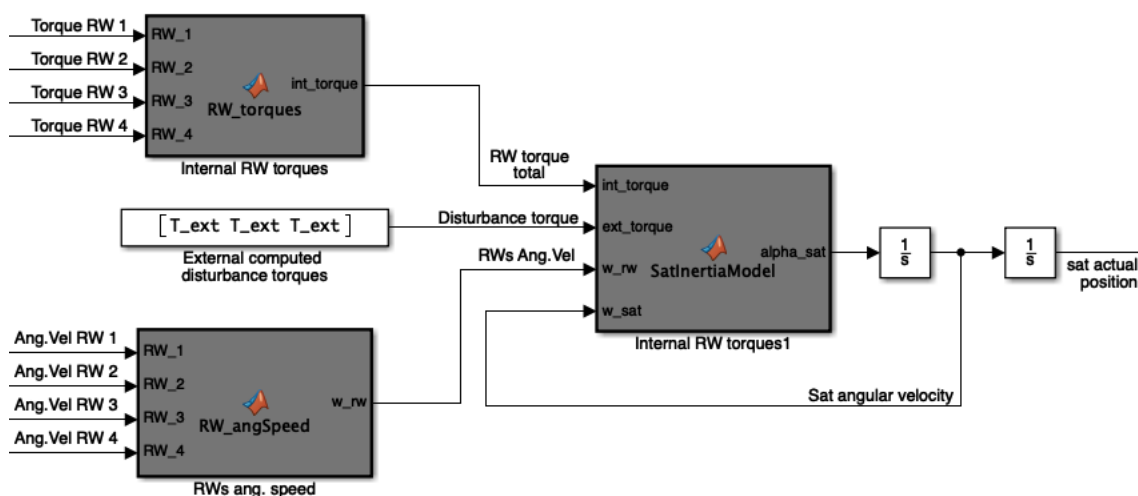 Torque RW 1
Torque RW 2
Torque RW 3
Torque RW 4
RW_1
RW_2
RW_3
RW_4
int_torque
RW_torques
Internal RW torques
RW torque
total
[T_ext T_ext T_ext]
External computed
disturbance torques
Disturbance torque
RWs Ang.Vel
int_torque
ext_torque
w_rw
w_sat
alpha_sat
SatInertiaModel
Internal RW torques1
1
s
1
s
sat actual
position
Sat angular velocity
Ang.Vel RW 1
Ang.Vel RW 2
Ang.Vel RW 3
Ang.Vel RW 4
RW_1
RW_2
RW_3
RW_4
w_rw
RW_angSpeed
RWs ang. speed